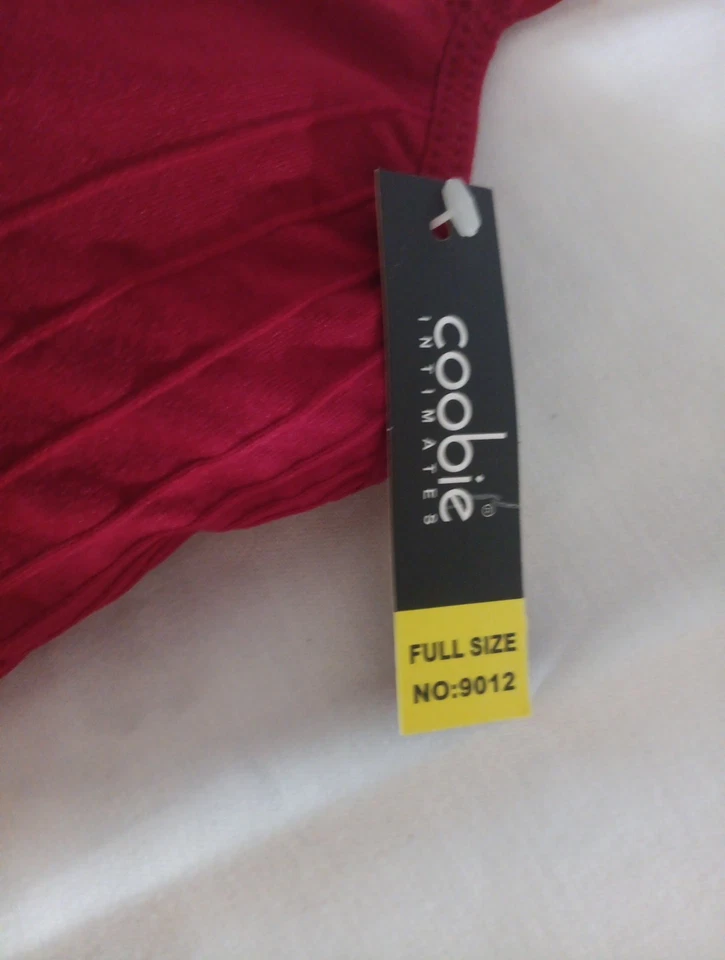 coobie®
INTIMATES
FULL SIZE
NO:9012